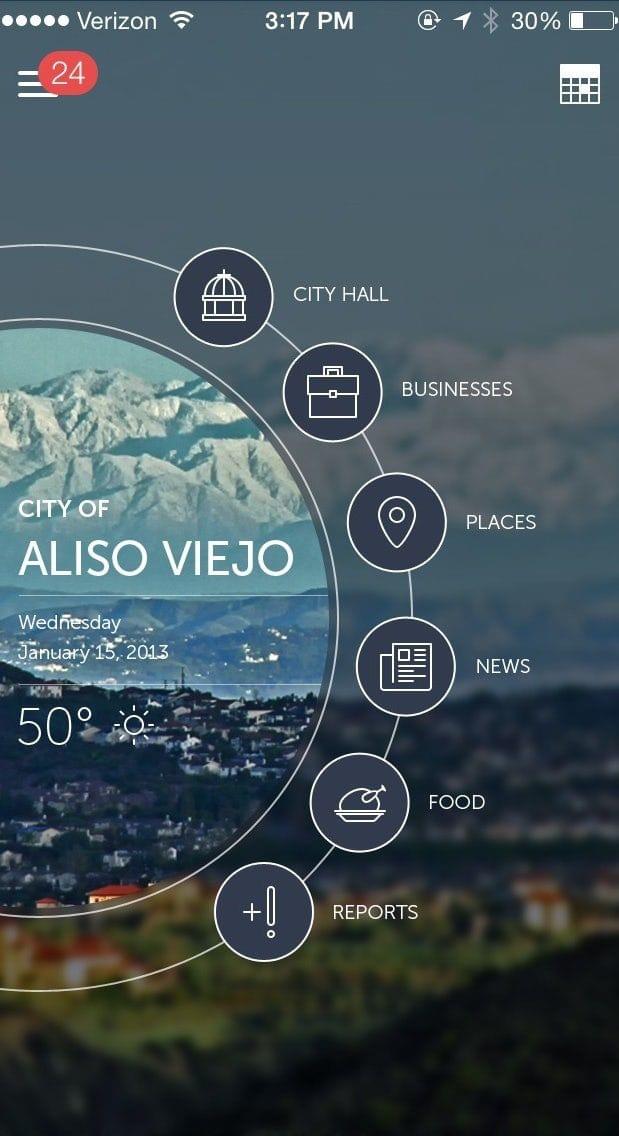 Verizon 3:17 PM 30%
24
CITY HALL
BUSINESSES
PLACES
NEWS
FOOD
REPORTS
CITY OF
ALISO VIEJO
Wednesday
January 15, 2013
50°